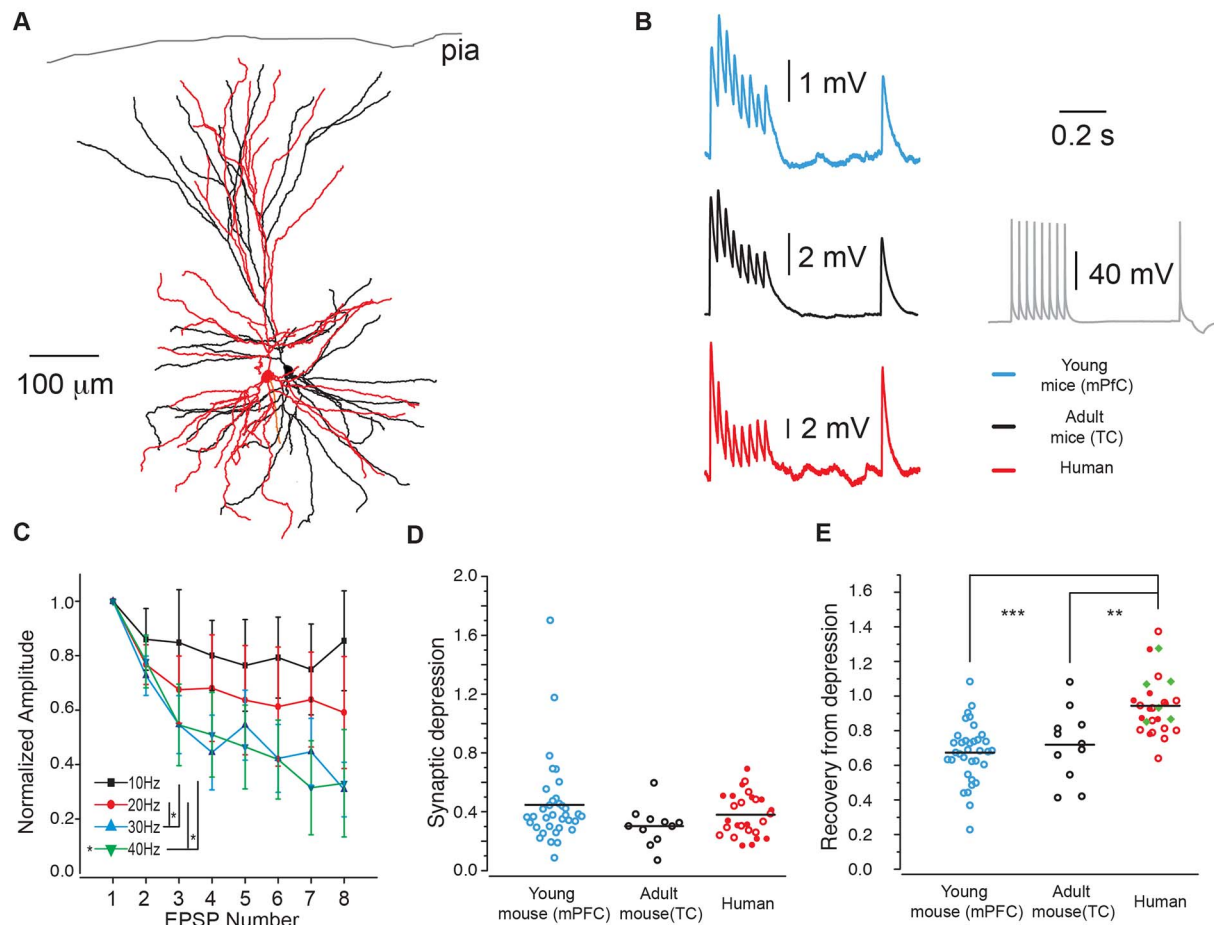 A
pia
100 μm
B
1 mV
0.2 s
2 mV
40 mV
2 mV
Young
mice (mPfC)
Adult
mice (TC)
Human
C
Normalized Amplitude
1.0
0.8
0.6
0.4
0.2
0.0
10Hz
20Hz
30Hz
40Hz
*
*
*
1 2 3 4 5 6 7 8
EPSP Number
D
Synaptic depression
2.0
1.6
1.2
0.8
0.4
0.0
Young
mouse (mPFC)
Adult
mouse(TC)
Human
E
Recovery from depression
1.6
1.4
1.2
1.0
0.8
0.6
0.4
0.2
0.0
***
**
Young
mouse (mPFC)
Adult
mouse(TC)
Human